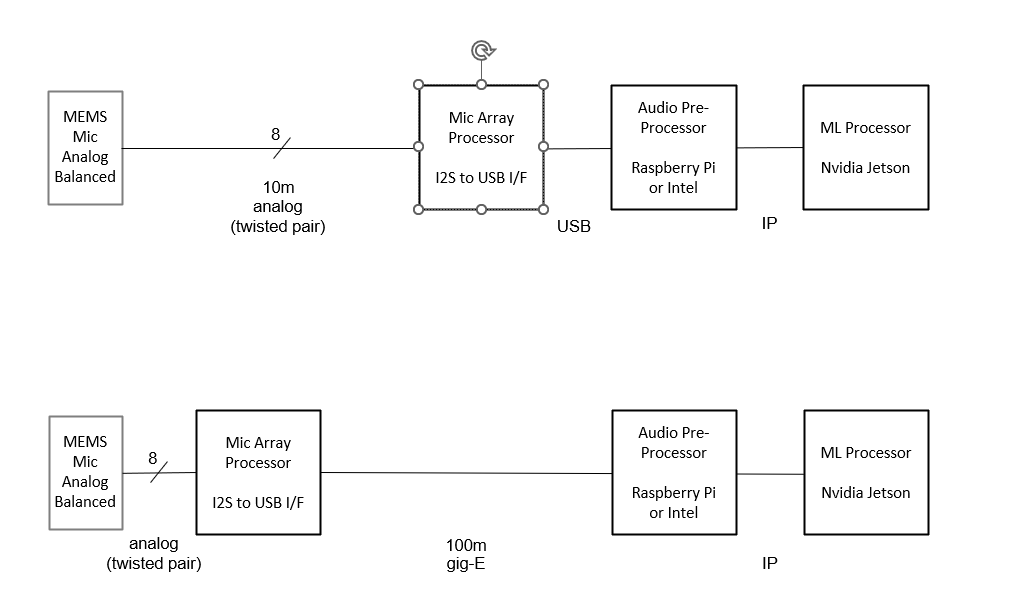 MEMS
Mic
Analog
Balanced
8
10m
analog
(twisted pair)
Mic Array
Processor
I2S to USB I/F
USB
Audio Pre-
Processor
Raspberry Pi
or Intel
IP
ML Processor
Nvidia Jetson
MEMS
Mic
Analog
Balanced
8
analog
(twisted pair)
Mic Array
Processor
I2S to USB I/F
100m
gig-E
Audio Pre-
Processor
Raspberry Pi
or Intel
IP
ML Processor
Nvidia Jetson